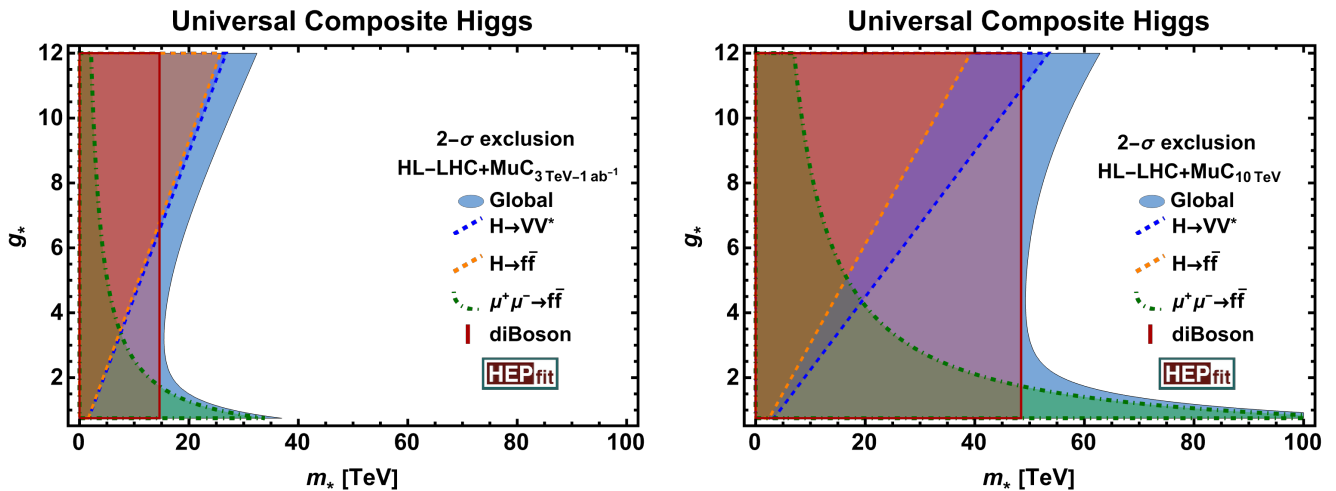 Universal Composite Higgs
12
10
8
6
4
2
g*
0
20
40
60
80
100
m* [TeV]
2-σ exclusion
HL-LHC+MuC3 TeV-1 ab⁻¹
Global
H→VV*
H→ff̄
μ⁺μ⁻→ff̄
diBoson
HEPfit
Universal Composite Higgs
12
10
8
6
4
2
g*
0
20
40
60
80
100
m* [TeV]
2-σ exclusion
HL-LHC+MuC10 TeV
Global
H→VV*
H→ff̄
μ⁺μ⁻→ff̄
diBoson
HEPfit